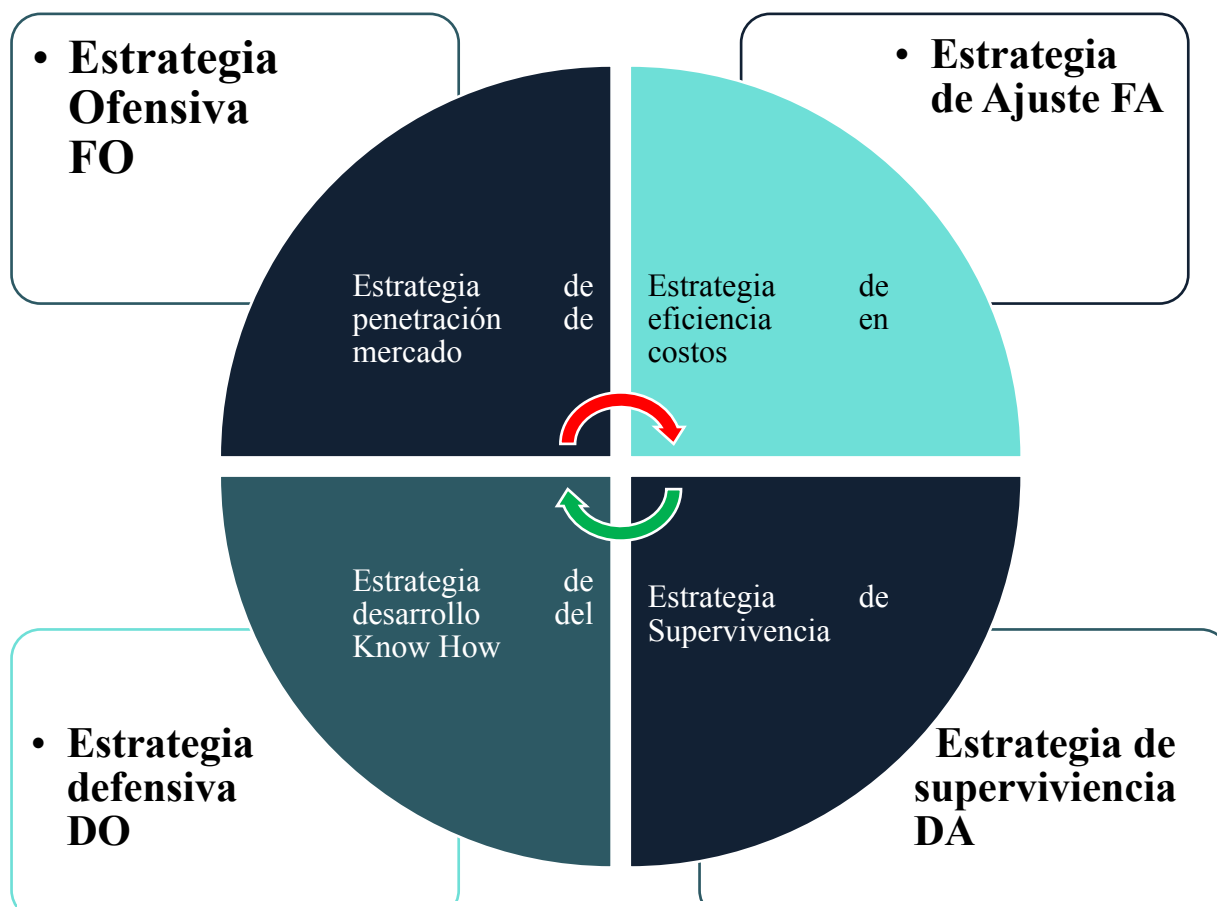 • Estrategia
Ofensiva
FO
• Estrategia
de Ajuste FA
Estrategia de
penetración de
mercado
Estrategia de
eficiencia en
costos
Estrategia de
desarrollo del
Know How
Estrategia de
Supervivencia
• Estrategia
defensiva
DO
Estrategia de
superviviencia
DA